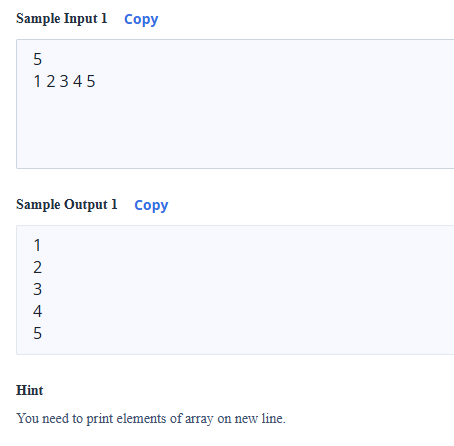 Sample Input 1 Copy
5
1 2 3 4 5
Sample Output 1 Copy
1
2
3
4
5
Hint
You need to print elements of array on new line.